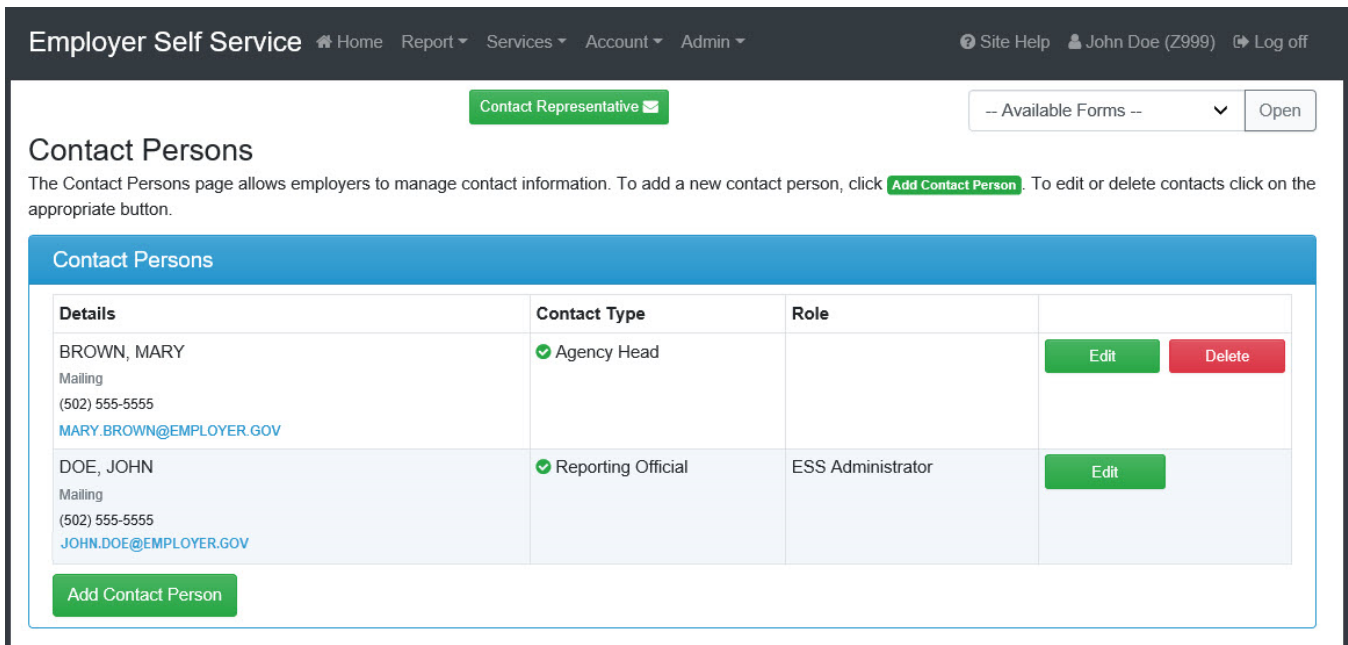 Employer Self Service Home Report Services Account Admin Site Help John Doe (Z999) Log off
Contact Representative -- Available Forms -- Open
Contact Persons
The Contact Persons page allows employers to manage contact information. To add a new contact person, click Add Contact Person. To edit or delete contacts click on the
appropriate button.
Contact Persons
Details Contact Type Role
BROWN, MARY Agency Head Edit Delete
Mailing
(502) 555-5555
MARY.BROWN@EMPLOYER.GOV
DOE, JOHN Reporting Official ESS Administrator Edit
Mailing
(502) 555-5555
JOHN.DOE@EMPLOYER.GOV
Add Contact Person